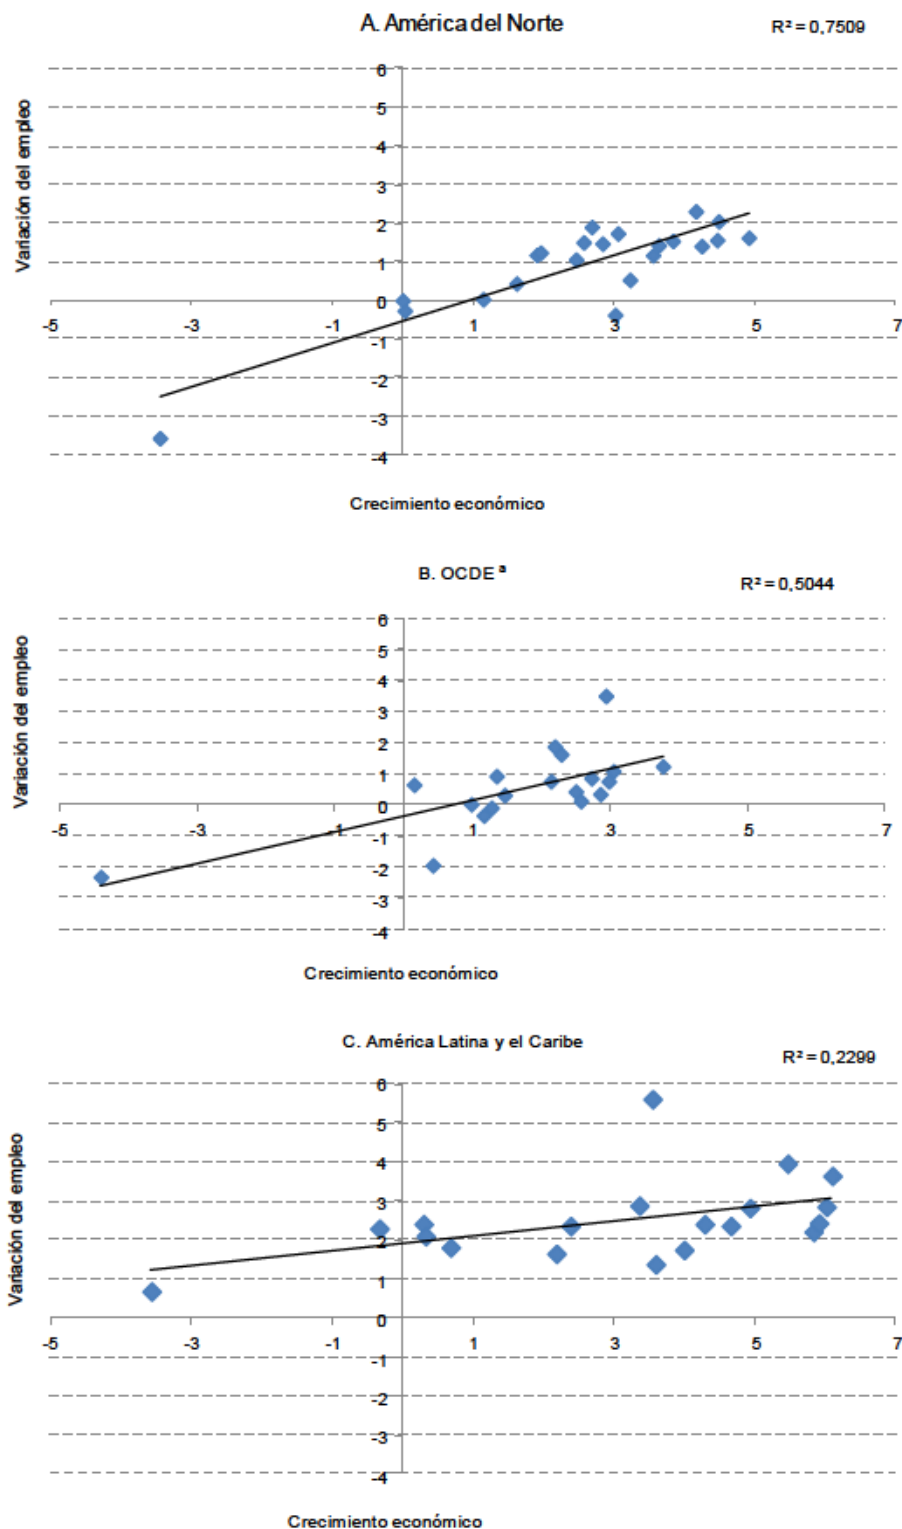 A. América del Norte
R² = 0,7509
Variación del empleo
6
5
4
3
2
1
0
-1
-2
-3
-4
-5 -3 -1 1 3 5 7
Crecimiento económico
B. OCDE ª
R² = 0,5044
Variación del empleo
6
5
4
3
2
1
0
-1
-2
-3
-4
-5 -3 -1 1 3 5 7
Crecimiento económico
C. América Latina y el Caribe
R² = 0,2299
Variación del empleo
6
5
4
3
2
1
0
-1
-2
-3
-4
-5 -3 -1 1 3 5 7
Crecimiento económico